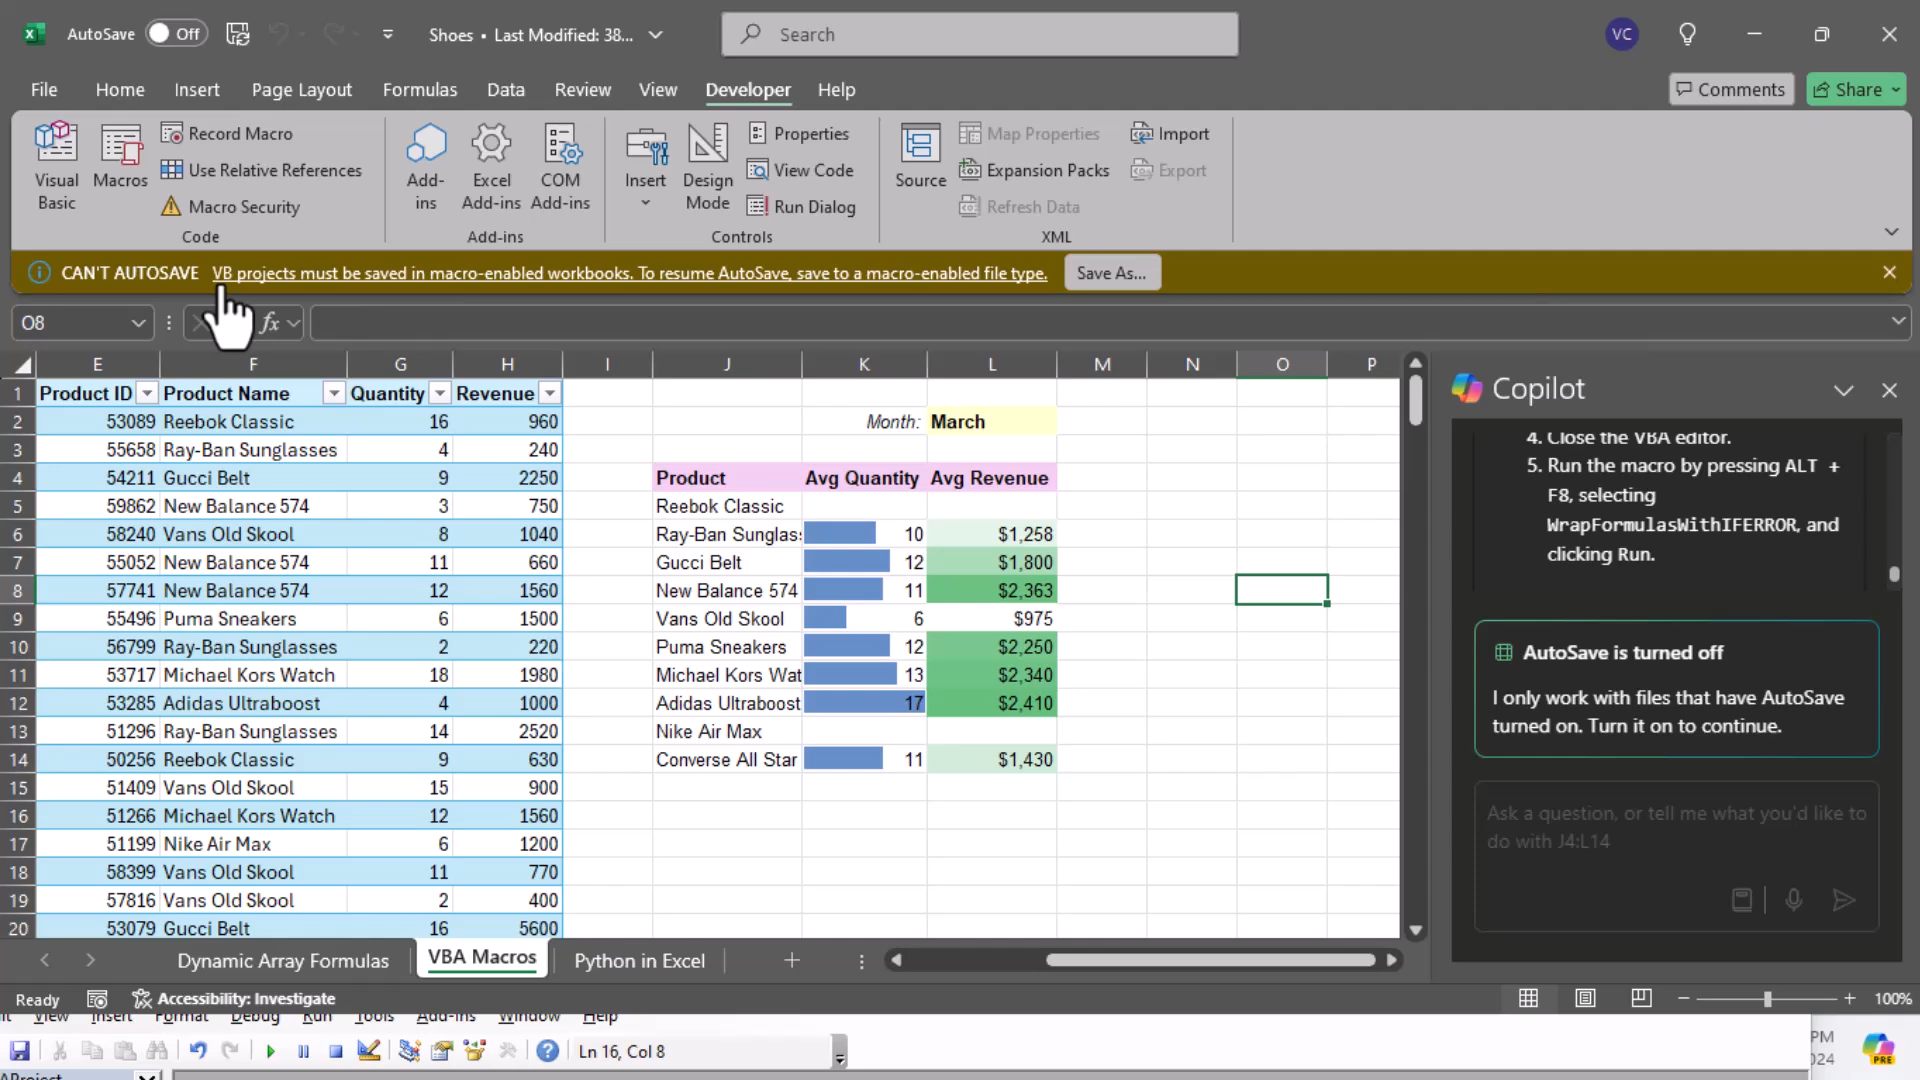 AutoSave Off Shoes • Last Modified: 38... Search VC
File Home Insert Page Layout Formulas Data Review View Developer Help Comments Share
Visual Basic
Macros
Record Macro
Use Relative References
Macro Security
Code
Add-ins
Excel Add-ins
COM Add-ins
Add-ins
Insert
Design Mode
Properties
View Code
Run Dialog
Controls
Source
Map Properties
Expansion Packs
Refresh Data
Import
Export
XML
CAN'T AUTOSAVE VB projects must be saved in macro-enabled workbooks. To resume AutoSave, save to a macro-enabled file type. Save As...
O8 fx
E F G H I J K L M N O P
1 Product ID Product Name Quantity Revenue
2 53089 Reebok Classic 16 960 Month: March
3 55658 Ray-Ban Sunglasses 4 240
4 54211 Gucci Belt 9 2250 Product Avg Quantity Avg Revenue
5 59862 New Balance 574 3 750 Reebok Classic
6 58240 Vans Old Skool 8 1040 Ray-Ban Sunglas 10 $1,258
7 55052 New Balance 574 11 660 Gucci Belt 12 $1,800
8 57741 New Balance 574 12 1560 New Balance 574 11 $2,363
9 55496 Puma Sneakers 6 1500 Vans Old Skool 6 $975
10 56799 Ray-Ban Sunglasses 2 220 Puma Sneakers 12 $2,250
11 53717 Michael Kors Watch 18 1980 Michael Kors Wat 13 $2,340
12 53285 Adidas Ultraboost 4 1000 Adidas Ultraboost 17 $2,410
13 51296 Ray-Ban Sunglasses 14 2520 Nike Air Max
14 50256 Reebok Classic 9 630 Converse All Star 11 $1,430
15 51409 Vans Old Skool 15 900
16 51266 Michael Kors Watch 12 1560
17 51199 Nike Air Max 6 1200
18 58399 Vans Old Skool 11 770
19 57816 Vans Old Skool 2 400
20 53079 Gucci Belt 16 5600
Copilot
4. Close the VBA editor.
5. Run the macro by pressing ALT +
F8, selecting
WrapFormulasWithIFERROR, and
clicking Run.
AutoSave is turned off
I only work with files that have AutoSave
turned on. Turn it on to continue.
Ask a question, or tell me what you'd like to
do with J4:L14
Dynamic Array Formulas VBA Macros Python in Excel
Ready Accessibility: Investigate 100%
View Insert Format Debug Run Tools Add-Ins Window Help
Ln 16, Col 8
PM
024
PRE
AProject